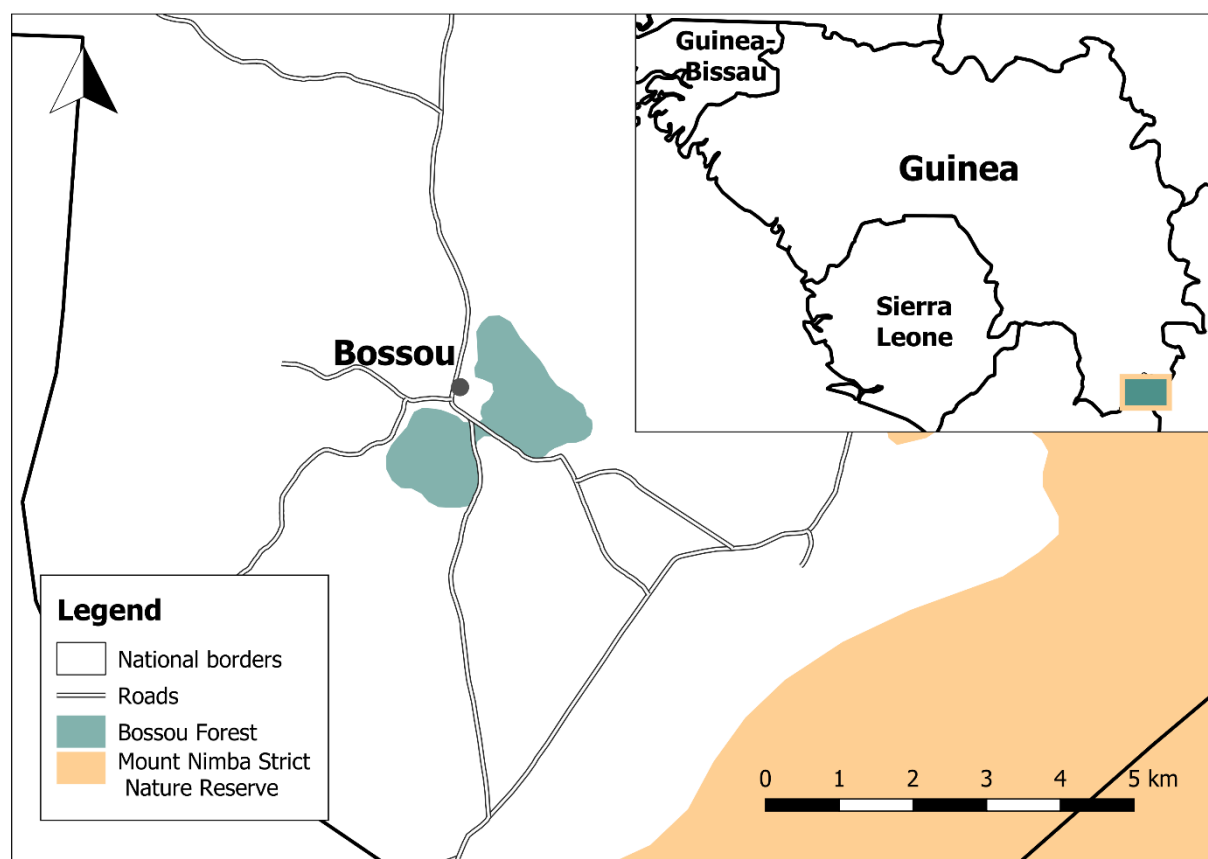 Guinea-
Bissau
Guinea
Sierra
Leone
Bossou
Legend
National borders
Roads
Bossou Forest
Mount Nimba Strict
Nature Reserve
0 1 2 3 4 5 km